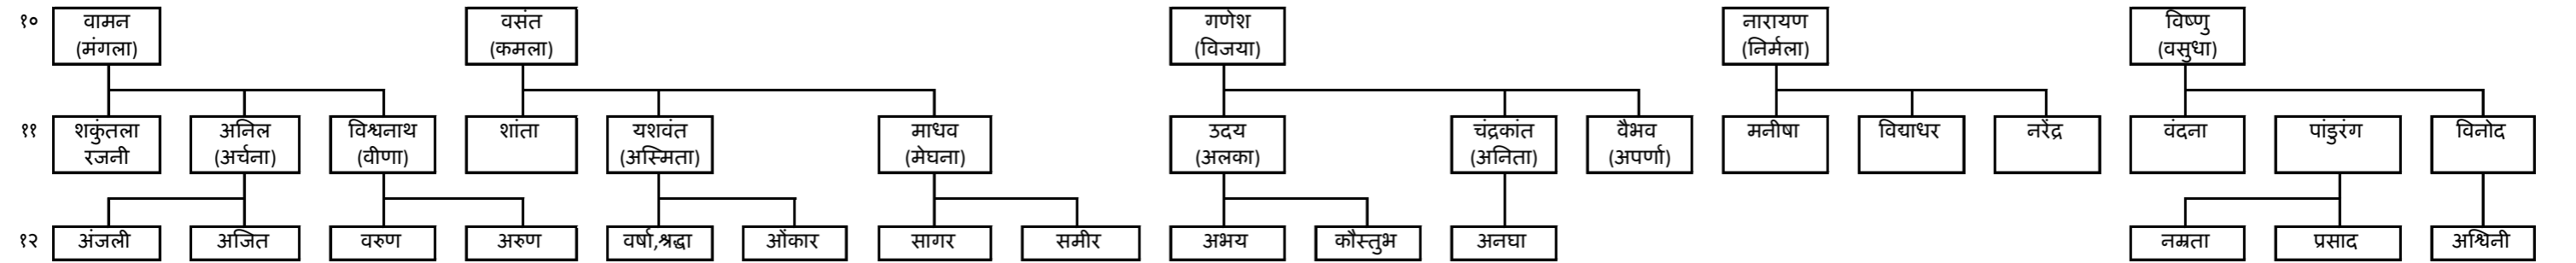 १० वामन वसंत गणेश नारायण विष्णु
(मंगला) (कमला) (विजया) (निर्मला) (वसुधा)
११ शकुंतला अनिल विश्वनाथ शांता यशवंत माधव उदय चंद्रकांत वैभव मनीषा विद्याधर नरेंद्र वंदना पांडुरंग विनोद
रजनी (अर्चना) (वीणा) (अस्मिता) (मेघना) (अलका) (अनिता) (अपर्णा)
१२ अंजली अजित वरुण अरुण वर्षा,श्रद्धा ओंकार सागर समीर अभय कौस्तुभ अनघा नम्रता प्रसाद अश्विनी